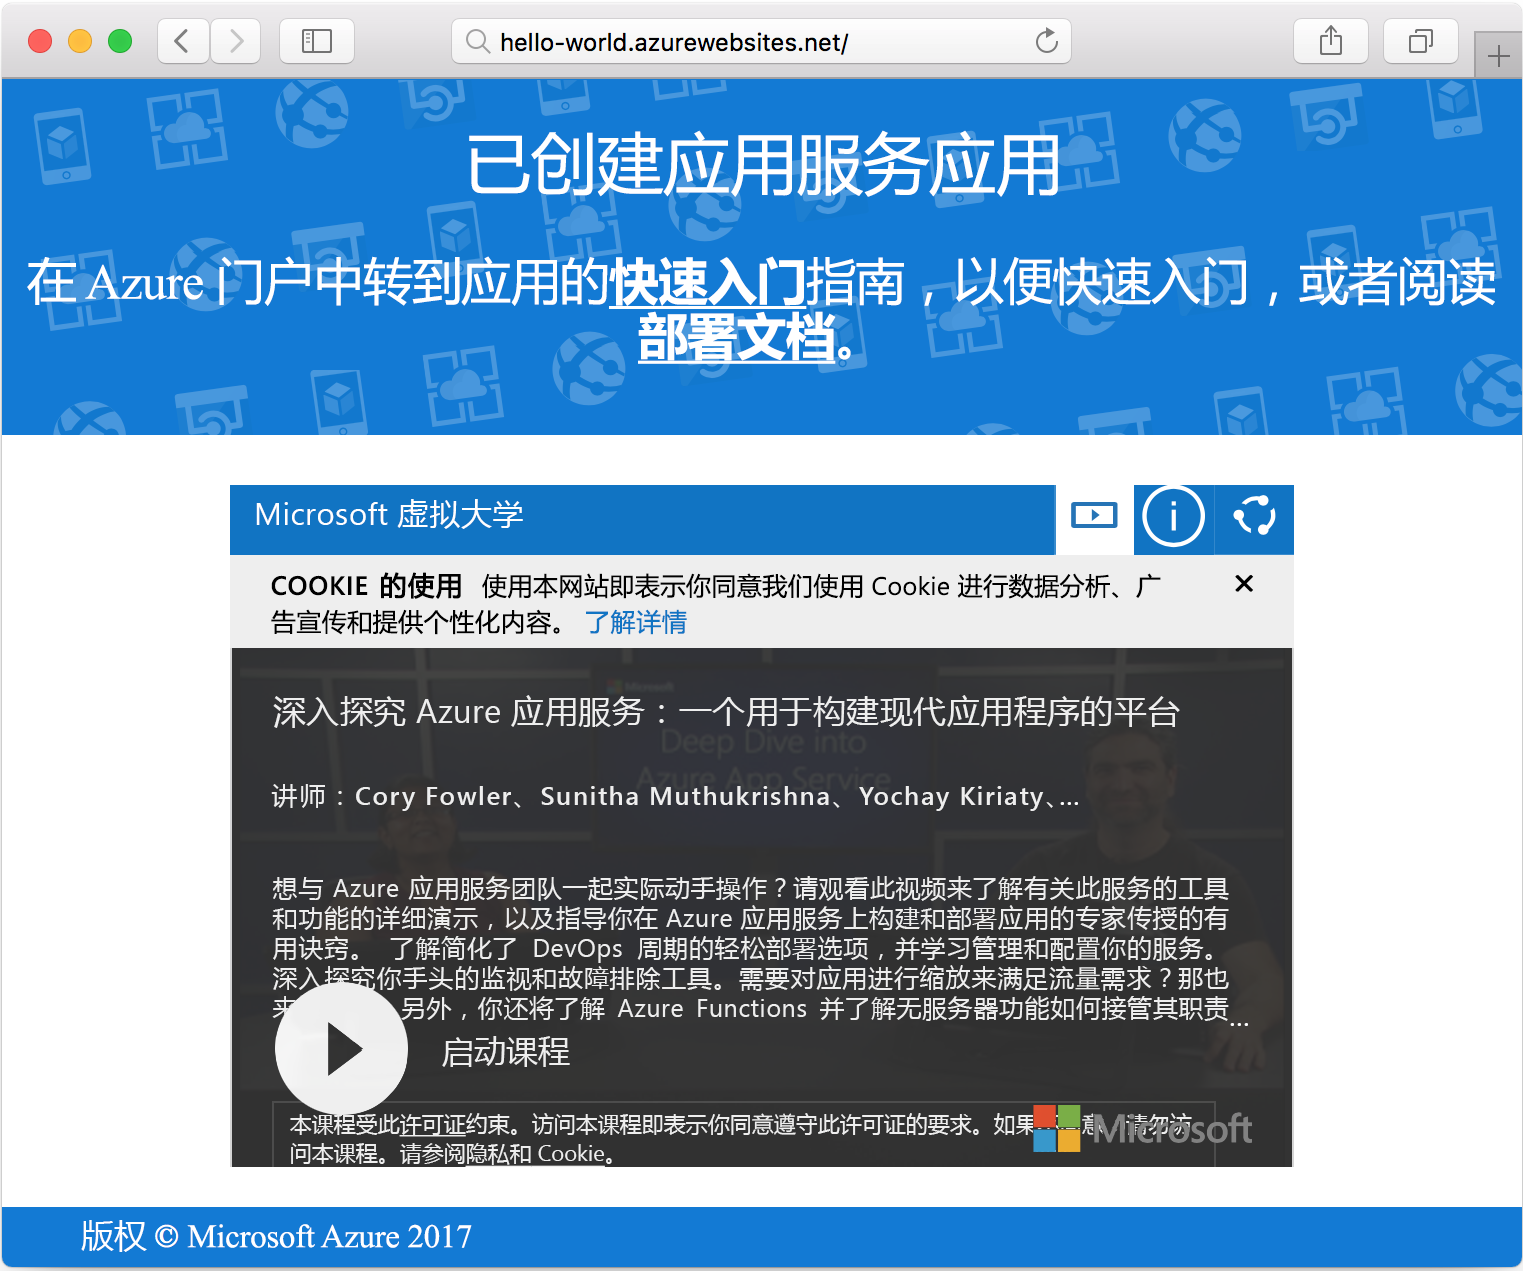 hello-world.azurewebsites.net/
已创建应用服务应用
在 Azure 门户中转到应用的快速入门指南，以便快速入门，或者阅读
部署文档。
Microsoft 虚拟大学
COOKIE 的使用 使用本网站即表示你同意我们使用 Cookie 进行数据分析、广
告宣传和提供个性化内容。 了解详情
Microsoft
深入探究 Azure 应用服务：一个用于构建现代应用程序的平台
Deep Dive into
Azure App Service
讲师：Cory Fowler、Sunitha Muthukrishna、Yochay Kiriaty、...
想与 Azure 应用服务团队一起实际动手操作？请观看此视频来了解有关此服务的工具
和功能的详细演示，以及指导你在 Azure 应用服务上构建和部署应用的专家传授的有
用诀窍。 了解简化了 DevOps 周期的轻松部署选项，并学习管理和配置你的服务。
深入探究你手头的监视和故障排除工具。需要对应用进行缩放来满足流量需求？那也
来 另外，你还将了解 Azure Functions 并了解无服务器功能如何接管其职责...
启动课程
本课程受此许可证约束。访问本课程即表示你同意遵守此许可证的要求。如果 意 请勿访
问本课程。请参阅隐私和 Cookie。
Microsoft
版权 © Microsoft Azure 2017